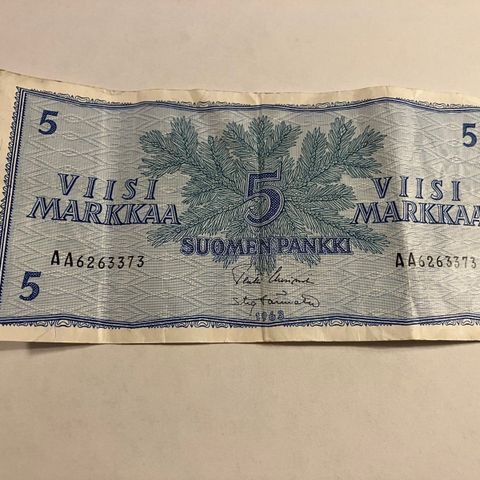 5
5
VIISI
MARKKAA
5
VIISI
MARKKAA
SUOMEN PANKKI
AA6263373
AA6263373
5
1963